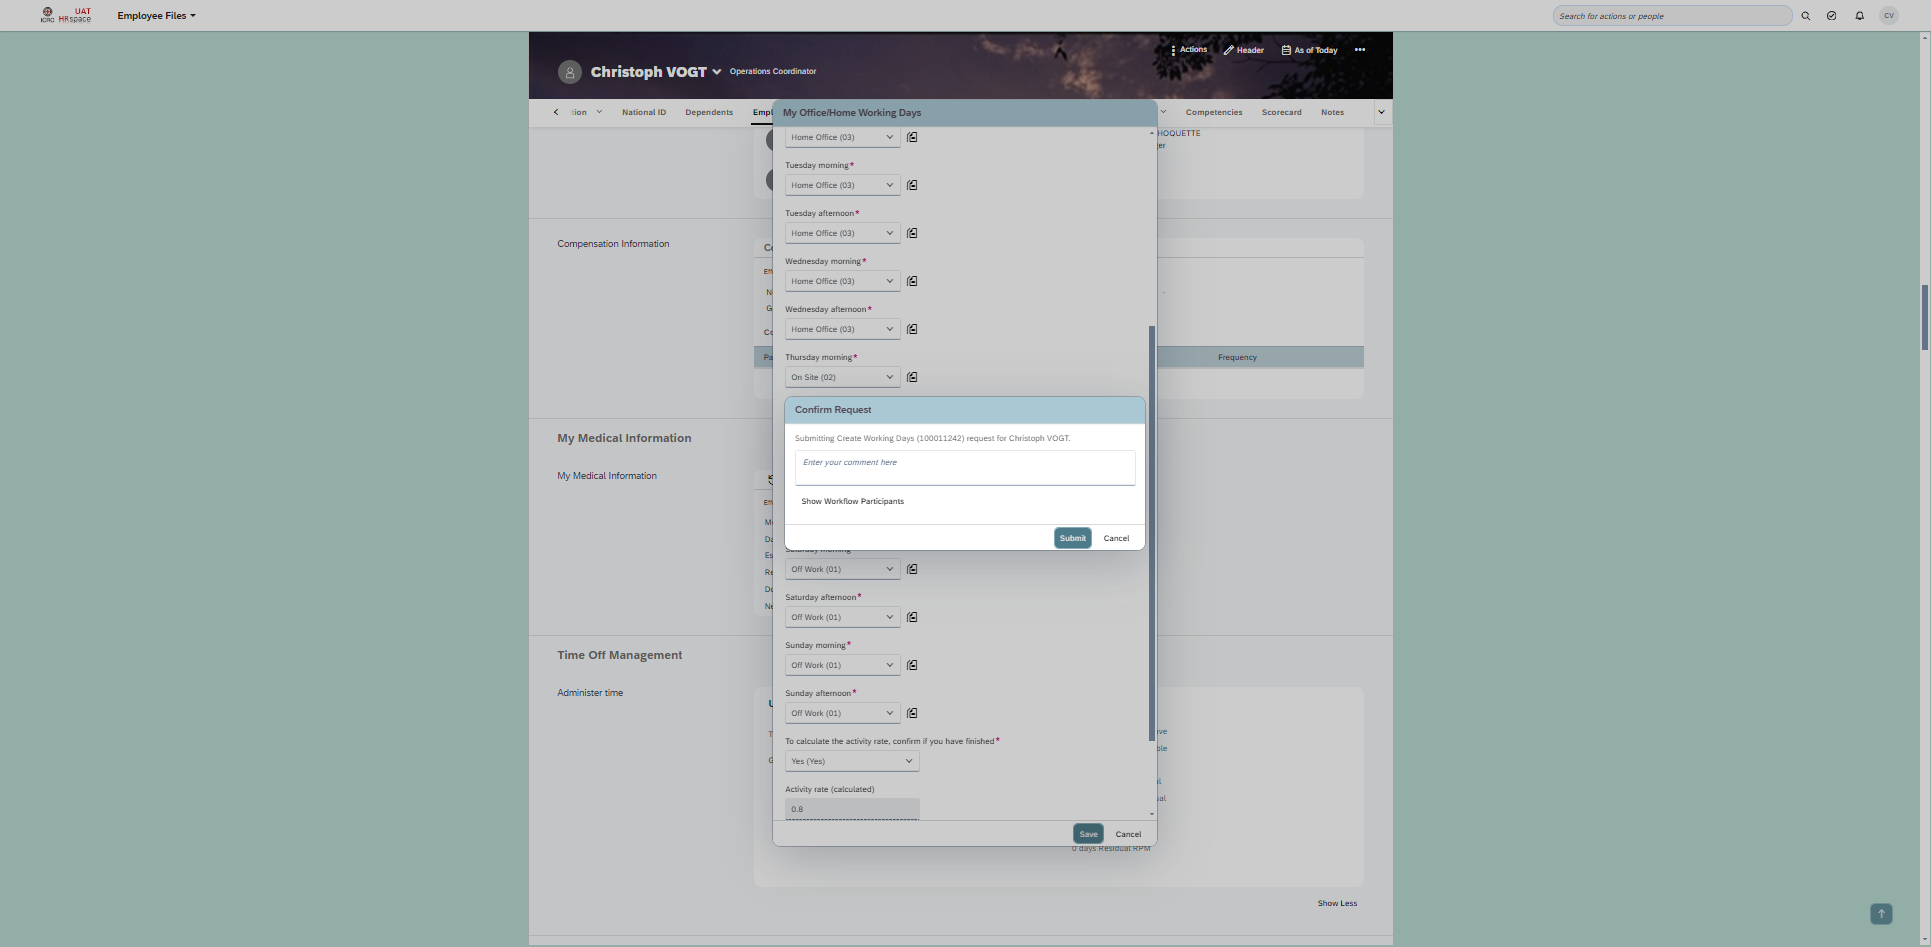 ICRC
UAT
HRspace
Employee Files
Search for actions or people
CV
Actions
Header
As of Today
Christoph VOGT
Operations Coordinator
tion
National ID
Dependents
Empl
Competencies
Scorecard
Notes
My Office/Home Working Days
HOQUETTE
Home Office (03)
ger
Tuesday morning*
Home Office (03)
Tuesday afternoon*
Home Office (03)
Compensation Information
Wednesday morning*
Home Office (03)
Wednesday afternoon*
Home Office (03)
Thursday morning*
Frequency
On Site (02)
Confirm Request
Submitting Create Working Days (100011242) request for Christoph VOGT.
Enter your comment here
Show Workflow Participants
Submit
Cancel
My Medical Information
My Medical Information
Saturday morning
Off Work (01)
Saturday afternoon*
Off Work (01)
Sunday morning*
Off Work (01)
Time Off Management
Administer time
Sunday afternoon*
Off Work (01)
To calculate the activity rate, confirm if you have finished*
Yes (Yes)
Activity rate (calculated)
0.8
Save
Cancel
0 days Residual RPM
Show Less